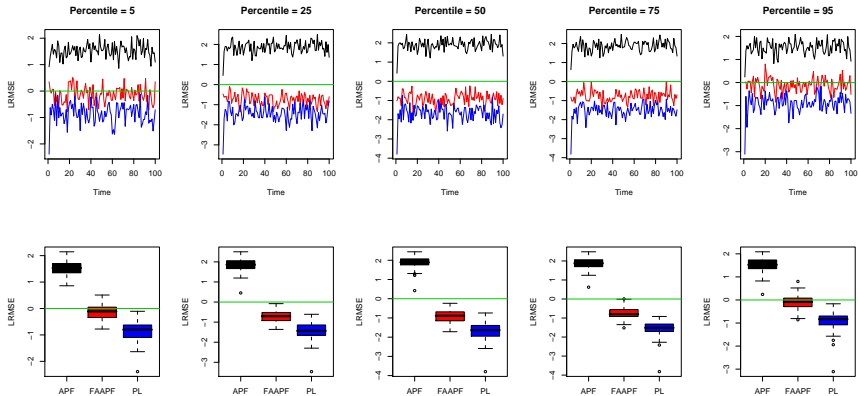 Percentile = 5
Percentile = 25
Percentile = 50
Percentile = 75
Percentile = 95
LRMSE
2
1
0
-1
-2
0 20 40 60 80 100
Time
LRMSE
2
1
0
-1
-2
-3
0 20 40 60 80 100
Time
LRMSE
2
1
0
-1
-2
-3
-4
0 20 40 60 80 100
Time
LRMSE
2
1
0
-1
-2
-3
-4
0 20 40 60 80 100
Time
LRMSE
2
1
0
-1
-2
-3
0 20 40 60 80 100
Time
LRMSE
2
1
0
-1
-2
APF FAAPF PL
LRMSE
2
1
0
-1
-2
-3
APF FAAPF PL
LRMSE
2
1
0
-1
-2
-3
-4
APF FAAPF PL
LRMSE
2
1
0
-1
-2
-3
-4
APF FAAPF PL
LRMSE
2
1
0
-1
-2
-3
APF FAAPF PL